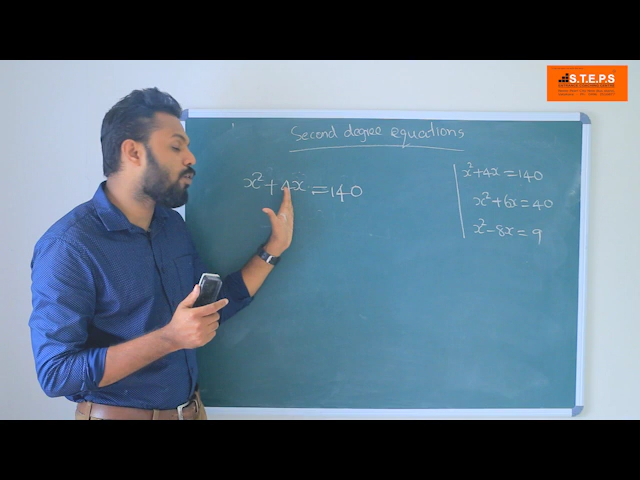 S.T.E.P.S
Second degree equations
x² + 4x = 140
x² + 4x = 140
x² + 6x = 40
x² - 8x = 9